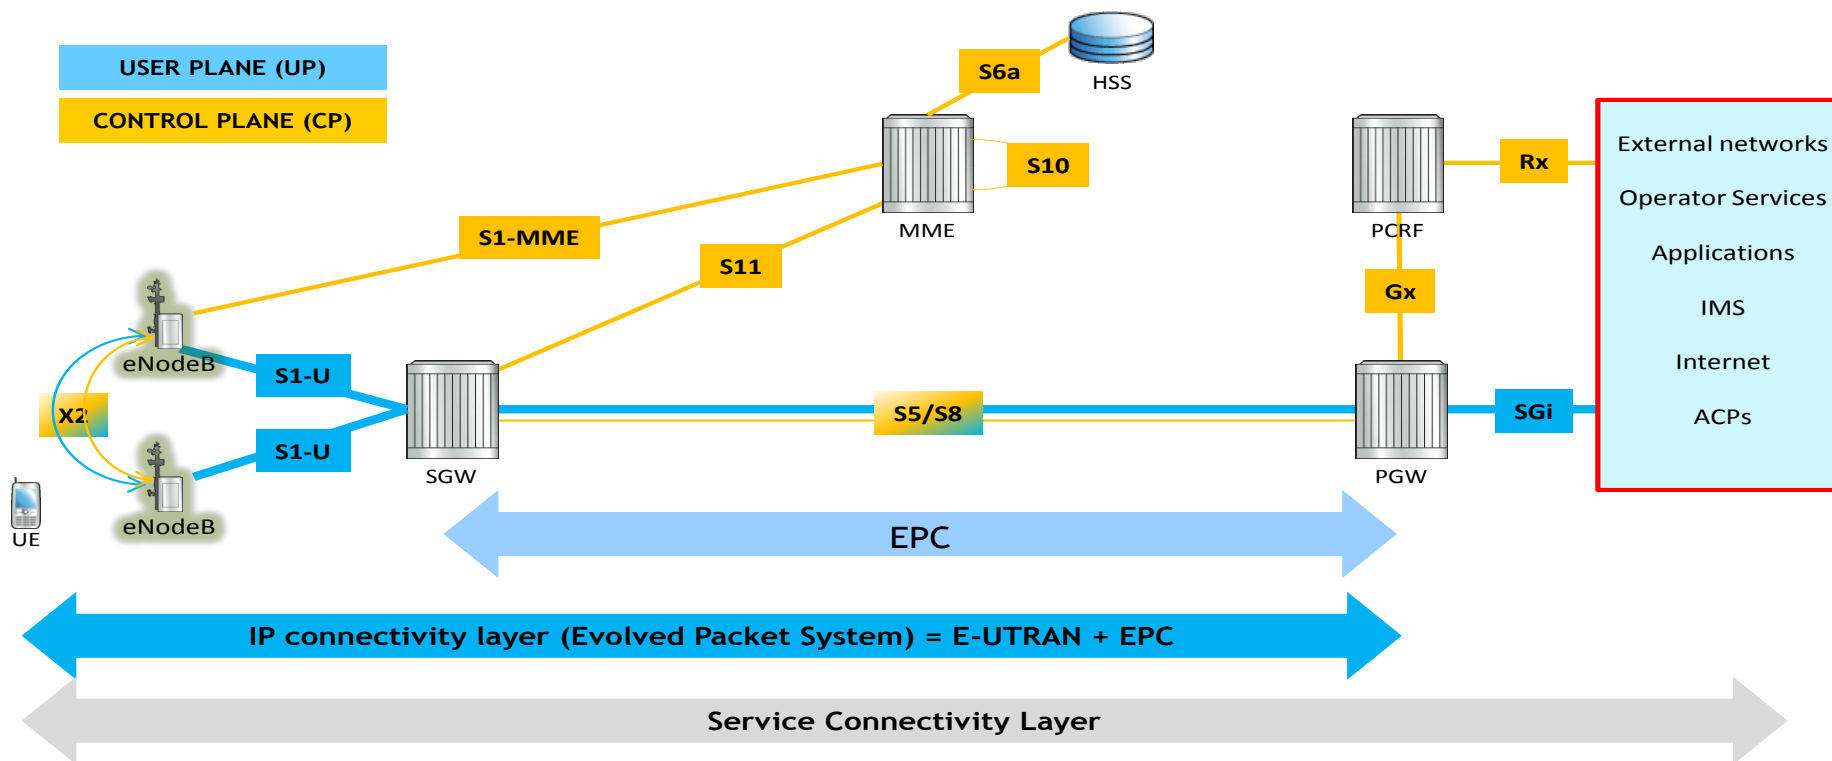 USER PLANE (UP)
CONTROL PLANE (CP)
S6a
HSS
S10
MME
S1-MME
S11
PCRF
Rx
Gx
External networks
Operator Services
Applications
IMS
Internet
ACPs
eNodeB
S1-U
X2
S1-U
eNodeB
UE
SGW
S5/S8
PGW
SGi
EPC
IP connectivity layer (Evolved Packet System) = E-UTRAN + EPC
Service Connectivity Layer